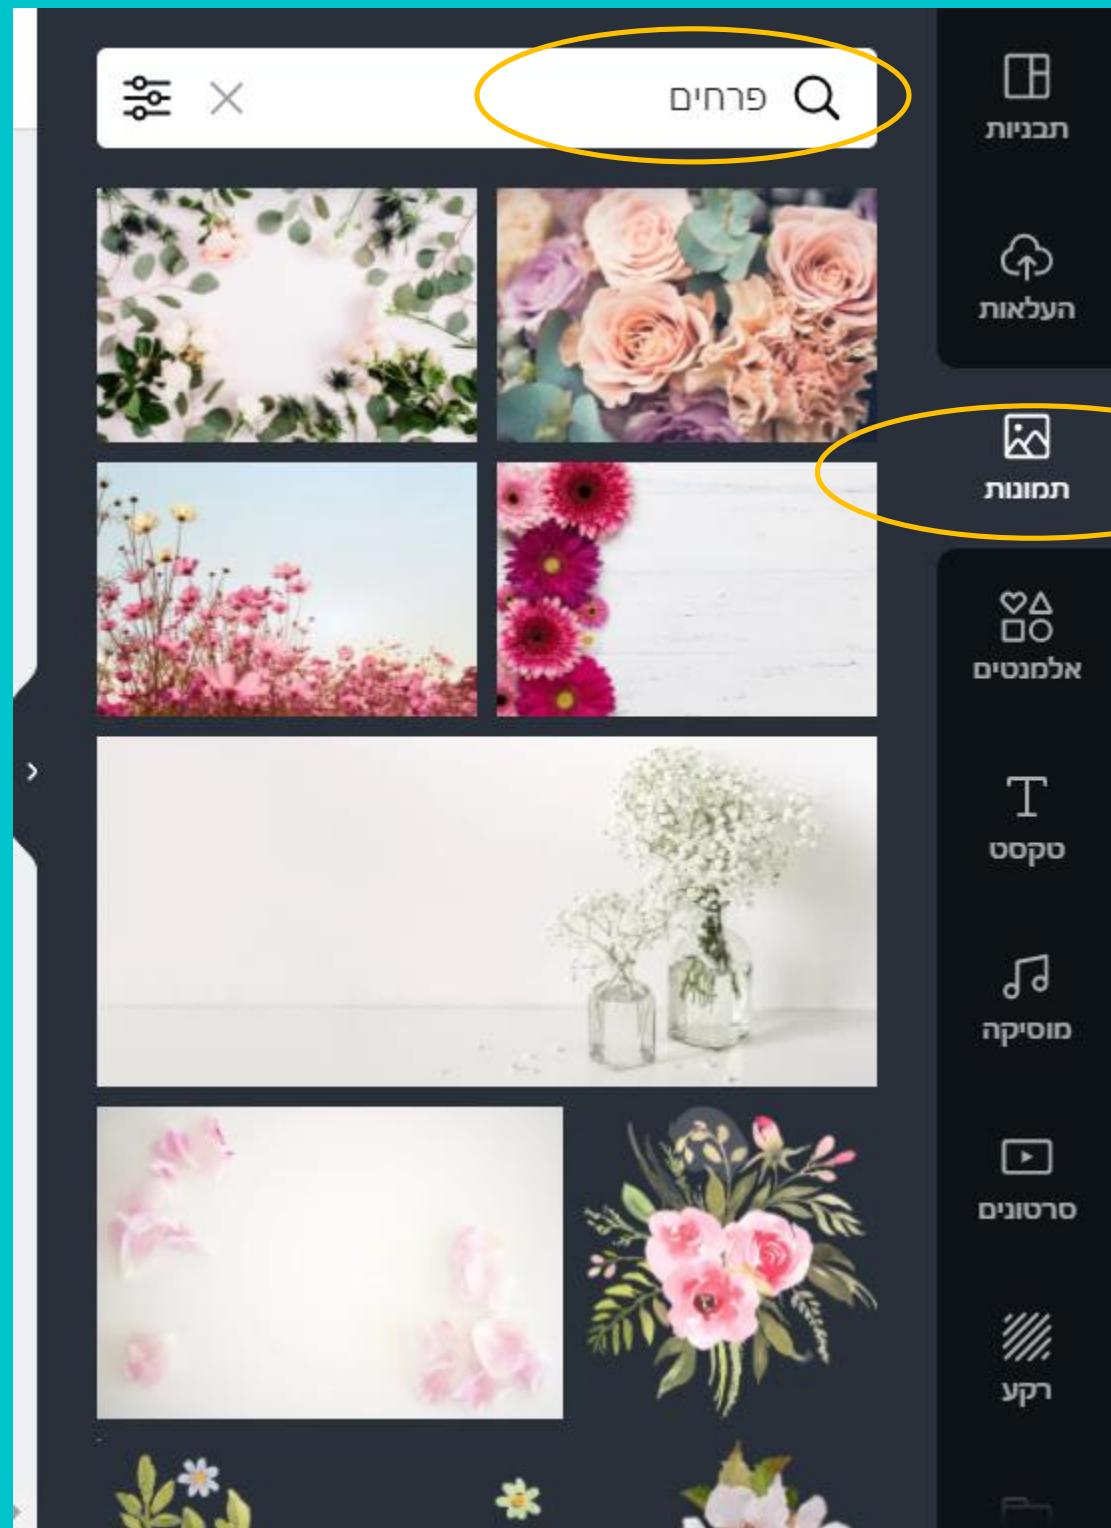 פרחים
תבניות
העלאות
תמונות
אלמנטים
טקסט
מוסיקה
סרטונים
רקע